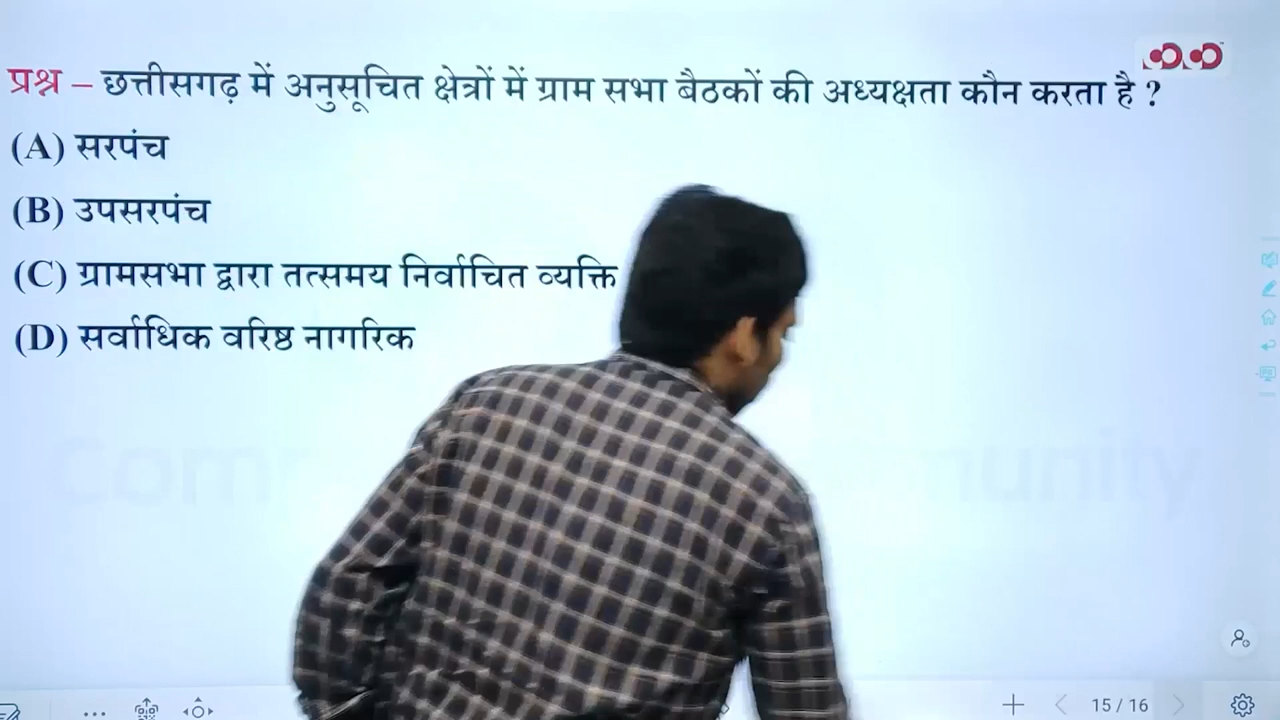 प्रश्न – छत्तीसगढ़ में अनुसूचित क्षेत्रों में ग्राम सभा बैठकों की अध्यक्षता कौन करता है ?
(A) सरपंच
(B) उपसरपंच
(C) ग्रामसभा द्वारा तत्समय निर्वाचित व्यक्ति
(D) सर्वाधिक वरिष्ठ नागरिक
15 / 16